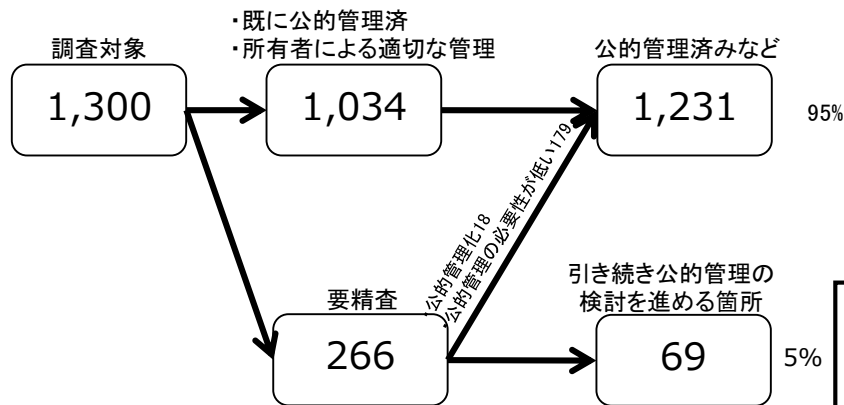 ・既に公的管理済
・所有者による適切な管理
調査対象
公的管理済みなど
1,300
1,034
1,231
95%
・公的管理化18
・公的管理の必要性が低い179
要精査
引き続き公的管理の
検討を進める箇所
266
69
5%